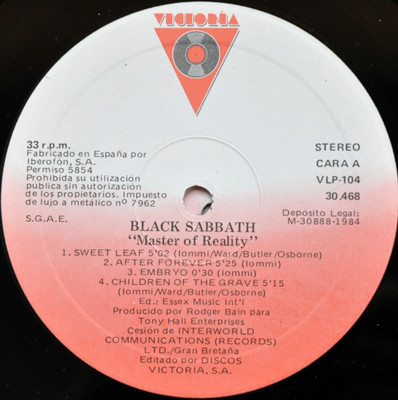 VICTORIA
33 r.p.m.
Fabricado en España por
Iberofón, S.A.
Permiso 5854
Prohibida su utilización
pública sin autorización
de los propietarios. Impuesto
de lujo a metálico nº 7962
S.G.A.E.
STEREO
CARA A
VLP-104
30.468
Depósito Legal:
M-30888-1984
BLACK SABBATH
“Master of Reality”
1. SWEET LEAF 5'02 (Iommi/Ward/Butler/Osborne)
2. AFTER FOREVER 5'25 (Iommi)
3. EMBRYO 0'30 (Iommi)
4. CHILDREN OF THE GRAVE 5'15
(Iommi/Ward/Butler/Osborne)
Ed.: Essex Music Int'l
Producido por Rodger Bain para
Tony Hall Enterprises
Cesión de INTERWORLD
COMMUNICATIONS (RECORDS)
LTD./Gran Bretaña
Editado por DISCOS
VICTORIA, S.A.